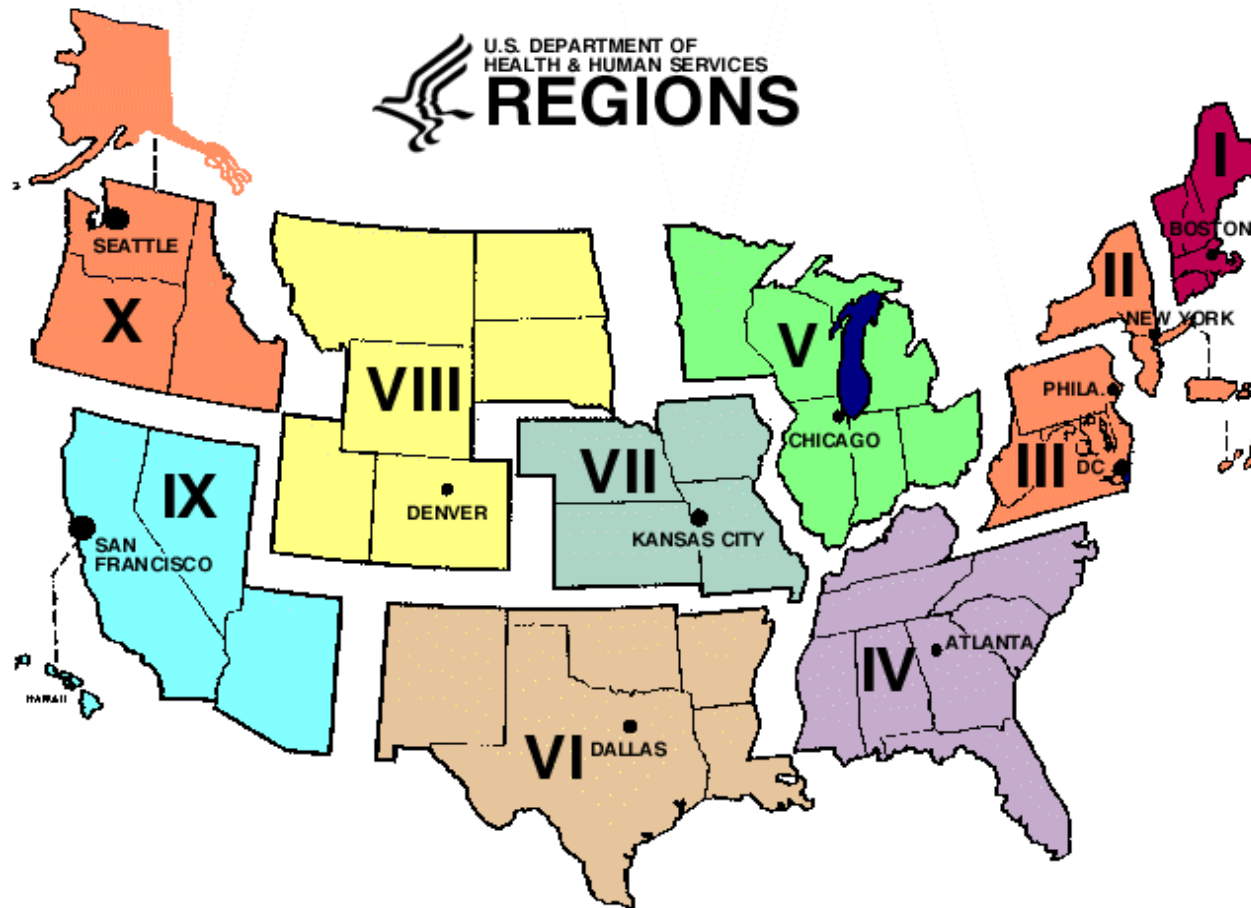 U.S. DEPARTMENT OF
HEALTH & HUMAN SERVICES
REGIONS
I
BOSTON
SEATTLE
II
NEW YORK
X
V
VIII
PHILA.
CHICAGO
III
DC
VII
IX
DENVER
KANSAS CITY
SAN
FRANCISCO
ATLANTA
IV
HAWAII
VI
DALLAS